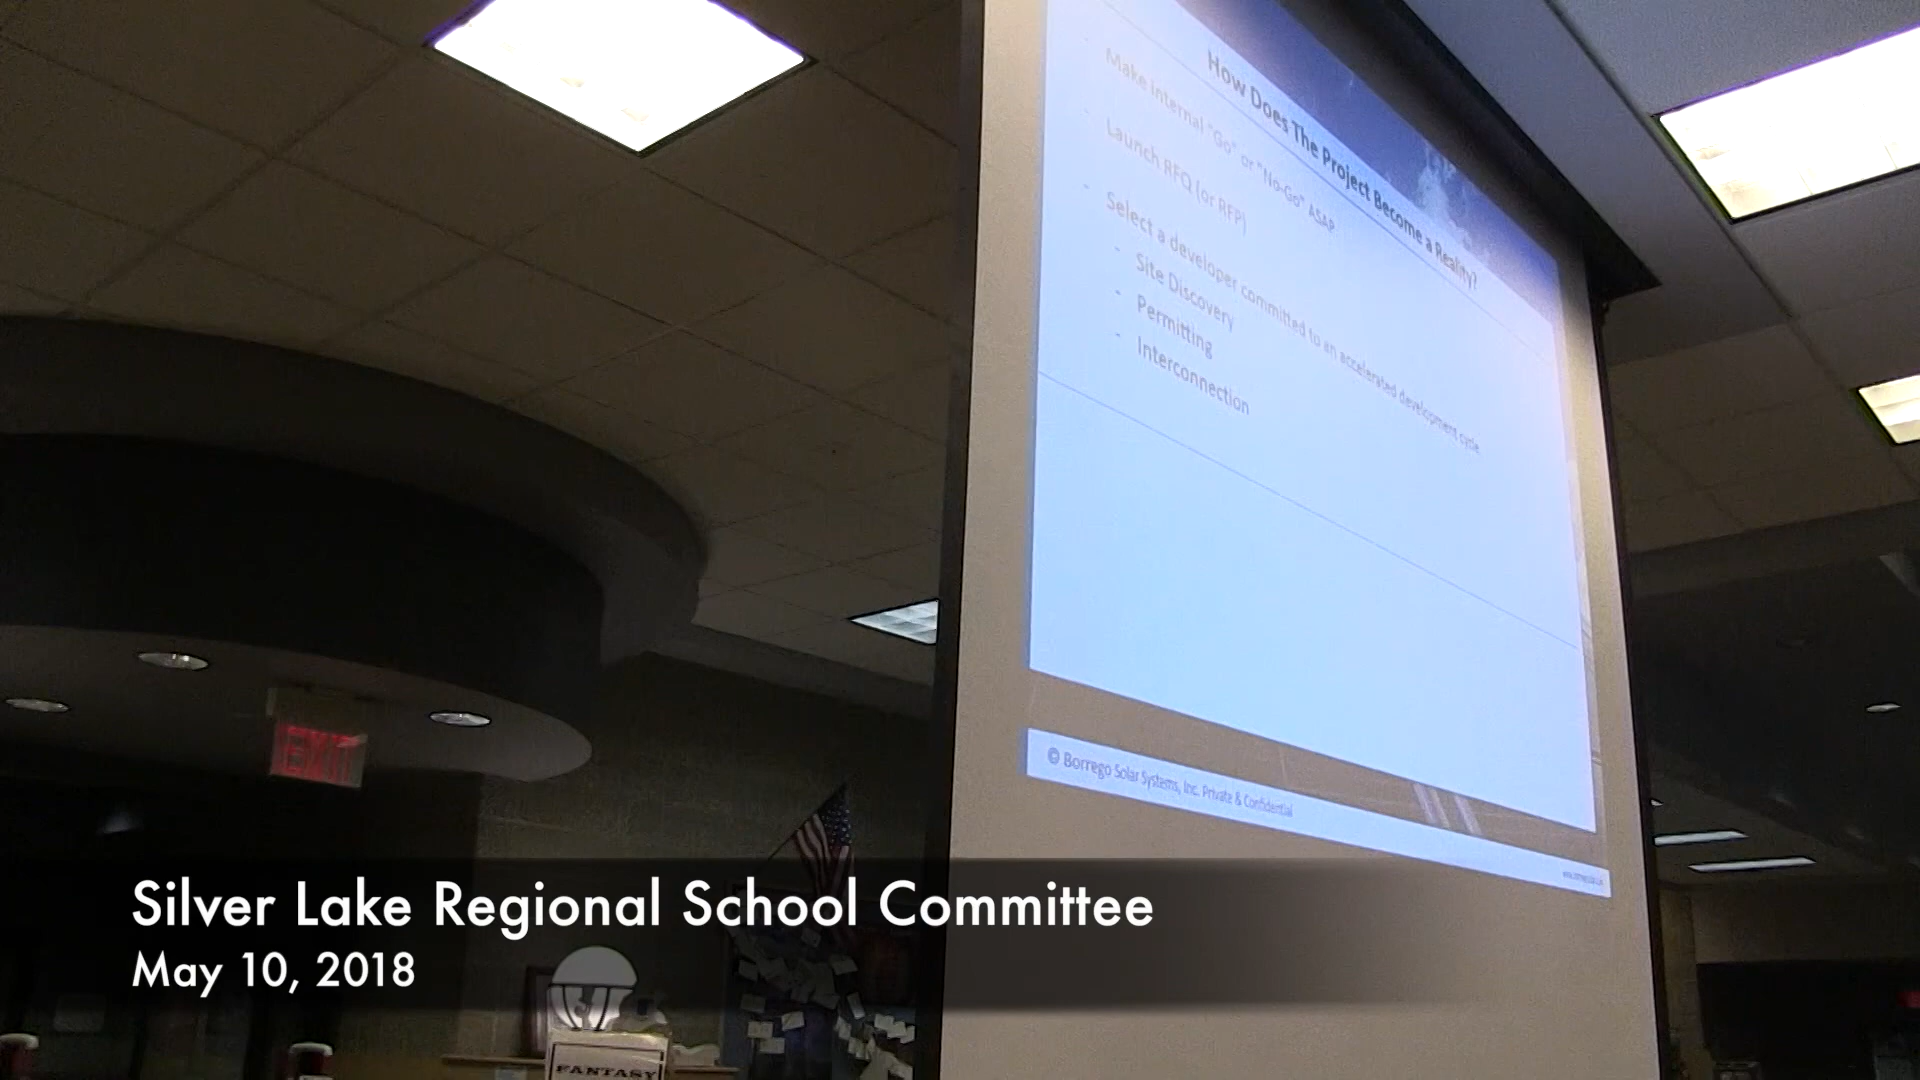 How Does The Project Become a Reality?
- Make internal "Go" or "No-Go" ASAP
- Launch RFQ (or RFP)
- Select a developer committed to an accelerated development cycle
- Site Discovery
- Permitting
- Interconnection
© Borrego Solar Systems, Inc. Private & Confidential
EXIT
Silver Lake Regional School Committee
May 10, 2018
FANTASY